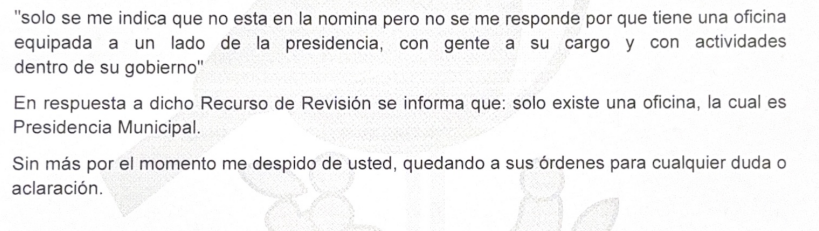 "solo se me indica que no esta en la nomina pero no se me responde por que tiene una oficina
equipada a un lado de la presidencia, con gente a su cargo y con actividades
dentro de su gobierno"
En respuesta a dicho Recurso de Revisión se informa que: solo existe una oficina, la cual es
Presidencia Municipal.
Sin más por el momento me despido de usted, quedando a sus órdenes para cualquier duda o
aclaración.